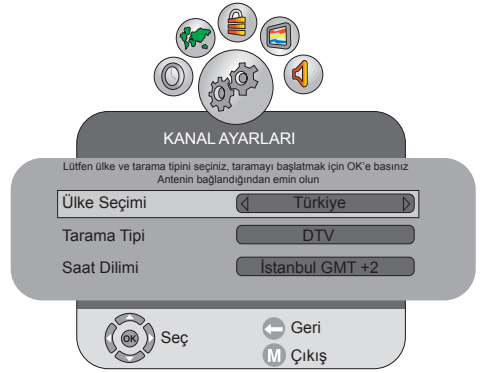 KANAL AYARLARI
Lütfen ülke ve tarama tipini seçiniz, taramayı başlatmak için OK'e basınız
Antenin bağlandığından emin olun
Ülke Seçimi Türkiye
Tarama Tipi DTV
Saat Dilimi İstanbul GMT +2
OK Seç Geri
M Çıkış